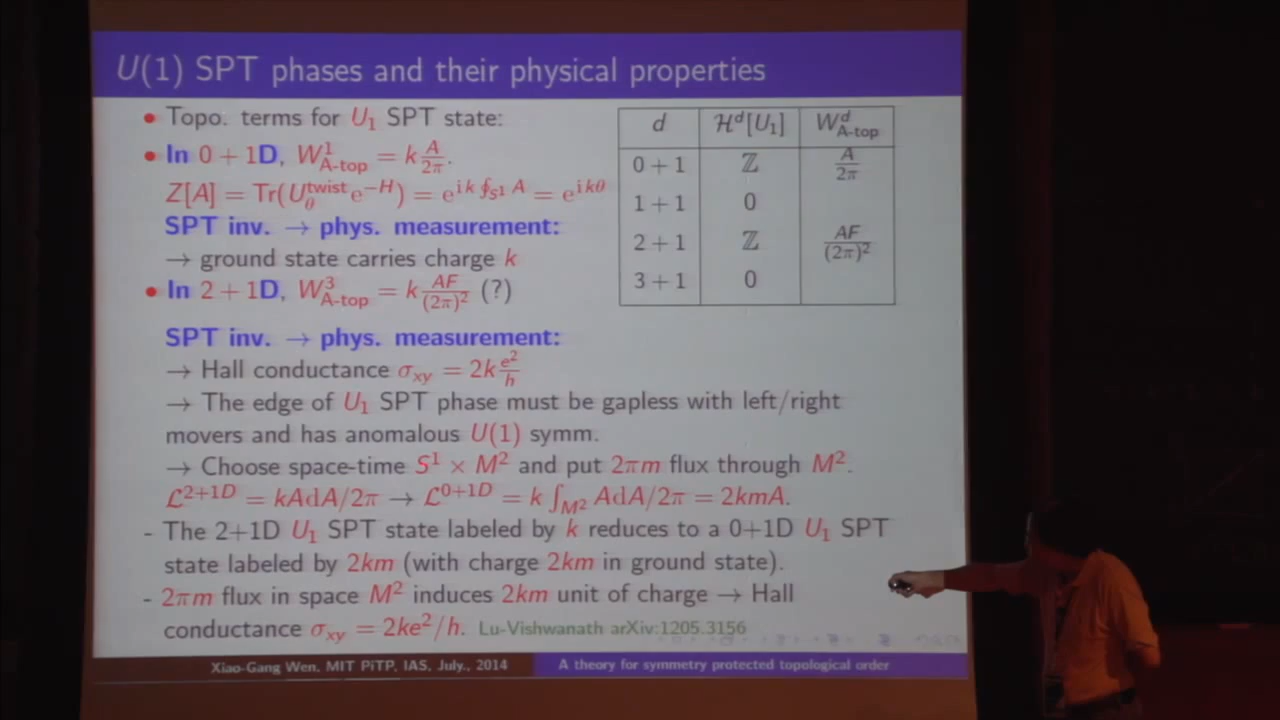 U(1) SPT phases and their physical properties
• Topo. terms for U₁ SPT state:
• In 0 + 1D, W¹_A-top = k A/2π.
Z[A] = Tr(U_θ^twist e^−H) = e^{i k ∮_{S¹} A} = e^{i kθ}
SPT inv. → phys. measurement:
→ ground state carries charge k
• In 2 + 1D, W³_A-top = k AF/(2π)² (?)
SPT inv. → phys. measurement:
→ Hall conductance σ_xy = 2k e²/h
→ The edge of U₁ SPT phase must be gapless with left/right
movers and has anomalous U(1) symm.
→ Choose space-time S¹ × M² and put 2πm flux through M².
ℒ^{2+1D} = kAdA/2π → ℒ^{0+1D} = k ∫_{M²} AdA/2π = 2kmA.
- The 2+1D U₁ SPT state labeled by k reduces to a 0+1D U₁ SPT
state labeled by 2km (with charge 2km in ground state).
- 2πm flux in space M² induces 2km unit of charge → Hall
conductance σ_xy = 2ke²/h. Lu-Vishwanath arXiv:1205.3156
d ℋ^d[U₁] W^d_A-top
0 + 1 ℤ A/2π
1 + 1 0
2 + 1 ℤ AF/(2π)²
3 + 1 0
Xiao-Gang Wen, MIT PiTP, IAS, July., 2014 A theory for symmetry protected topological order